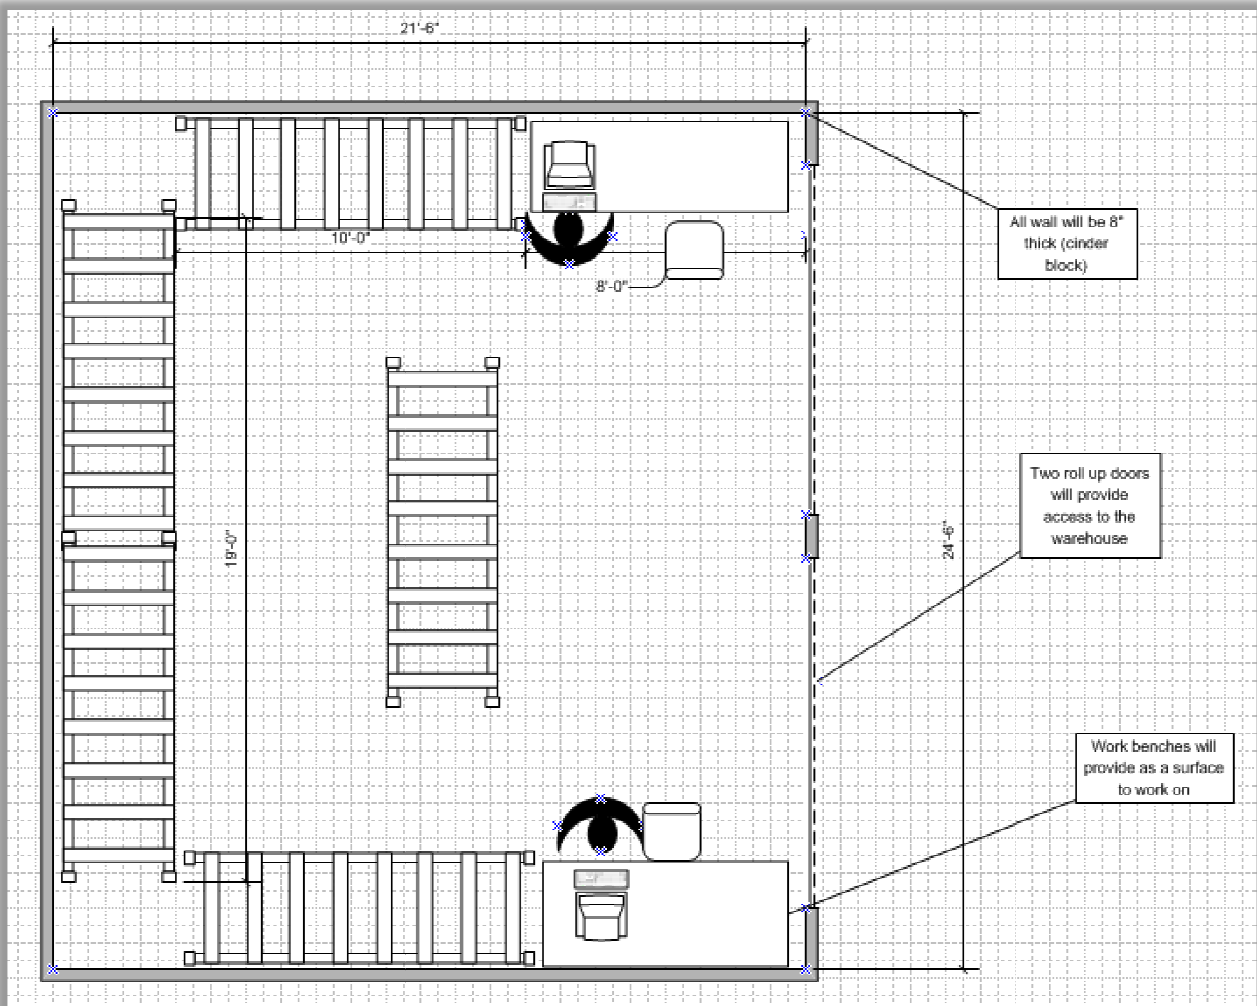 21'-6"
10'-0"
8'-0"
All wall will be 8"
thick (cinder
block)
Two roll up doors
will provide
access to the
warehouse
19'-0"
24'-6"
Work benches will
provide as a surface
to work on